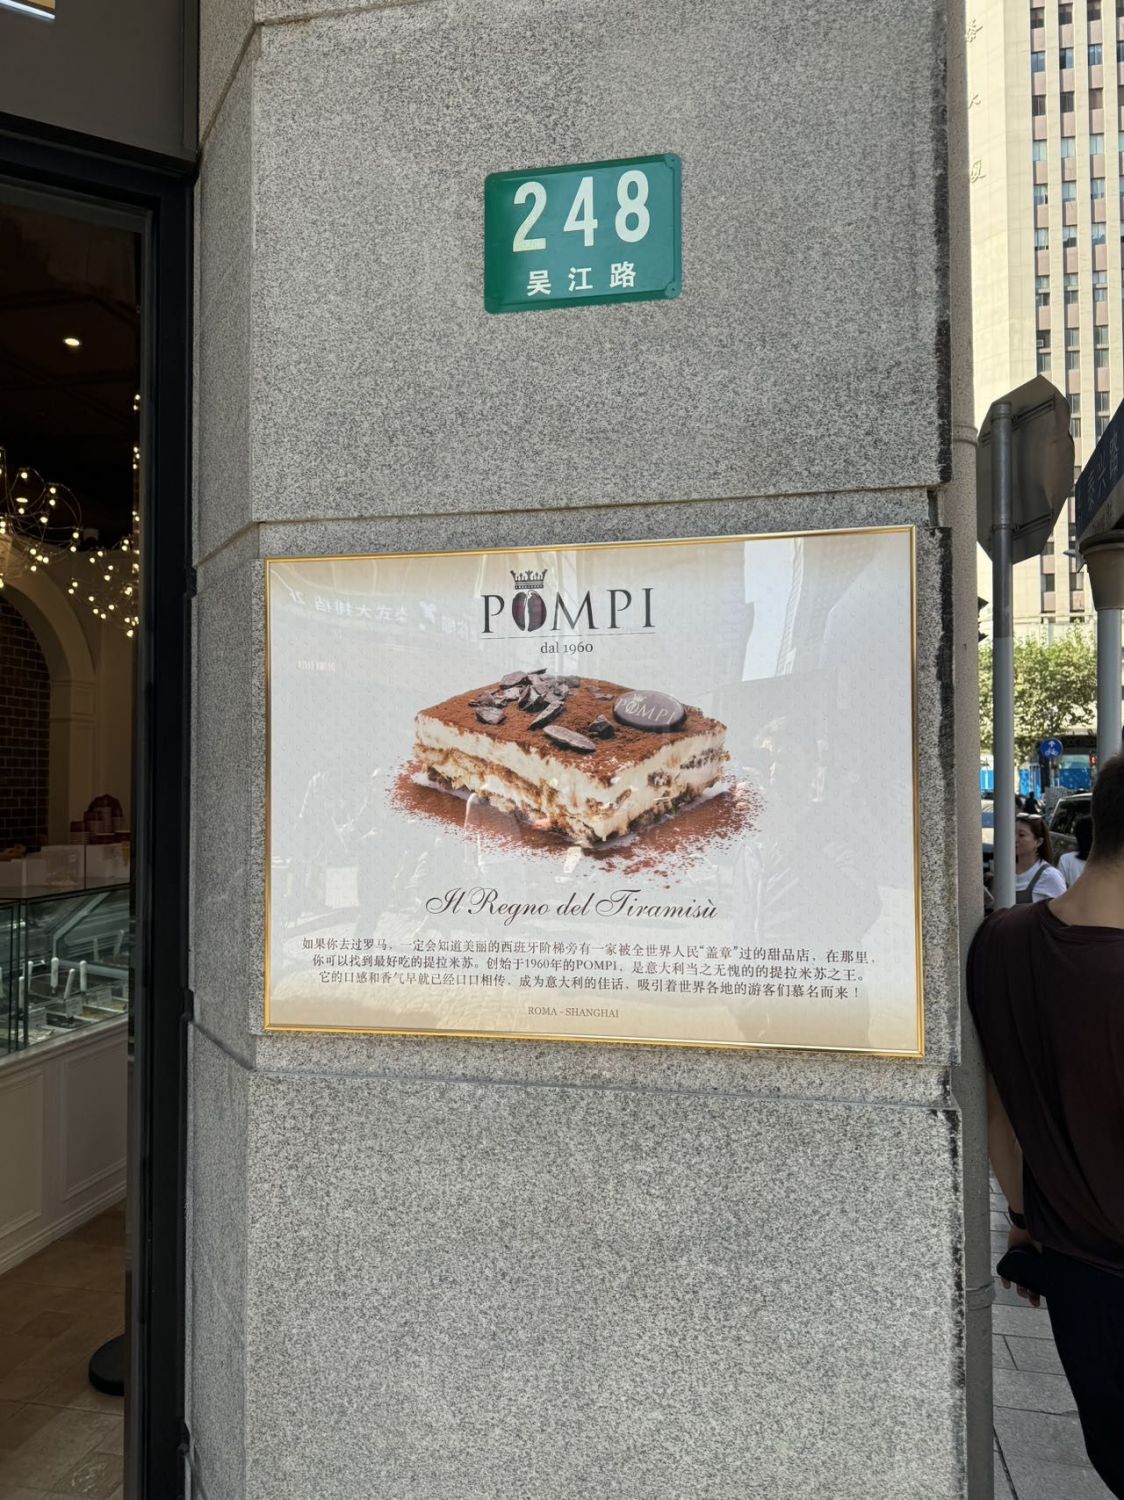 248
吴江路
POMPI
dal 1960
POMPI
Il Regno del Tiramisù
如果你去过罗马，一定会知道美丽的西班牙阶梯旁有一家被全世界人民“盖章”过的甜品店，在那里，
你可以找到最好吃的提拉米苏。创始于1960年的POMPI，是意大利当之无愧的的提拉米苏之王。
它的口感和香气早就已经口口相传，成为意大利的佳话，吸引着世界各地的游客们慕名而来！
ROMA - SHANGHAI
泰兴路